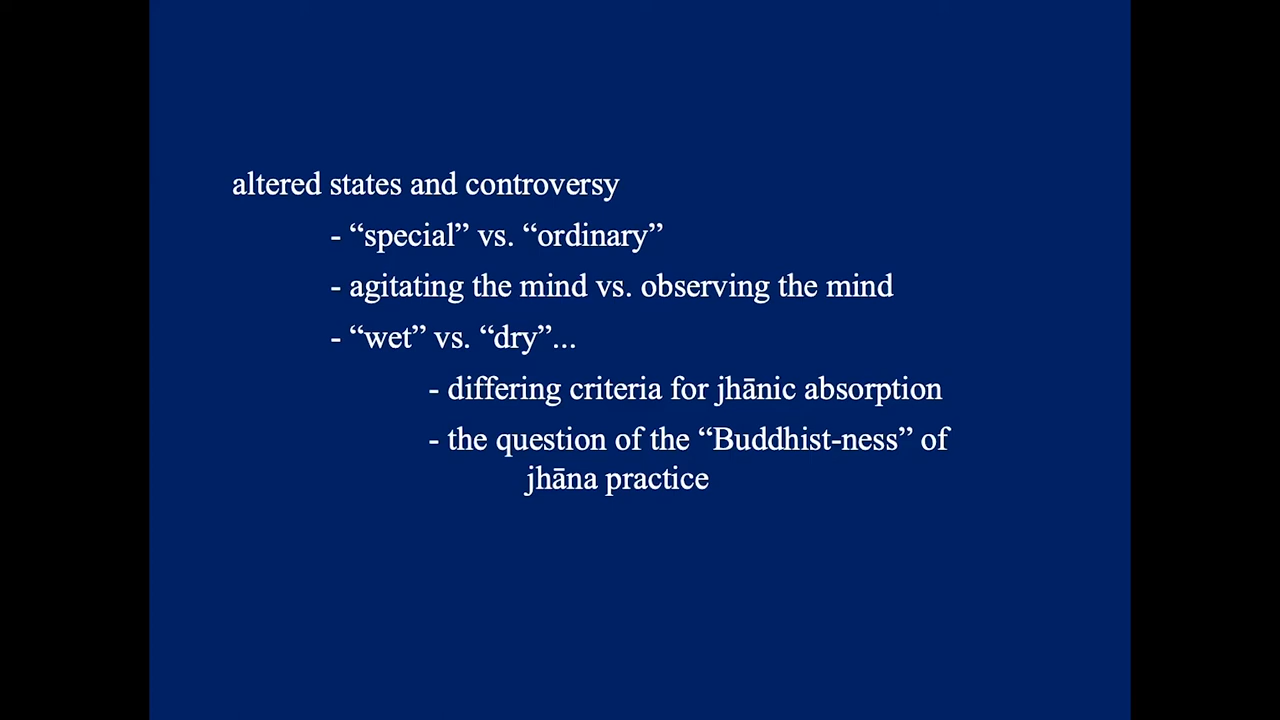 altered states and controversy
- “special” vs. “ordinary”
- agitating the mind vs. observing the mind
- “wet” vs. “dry”...
- differing criteria for jhānic absorption
- the question of the “Buddhist-ness” of
jhāna practice